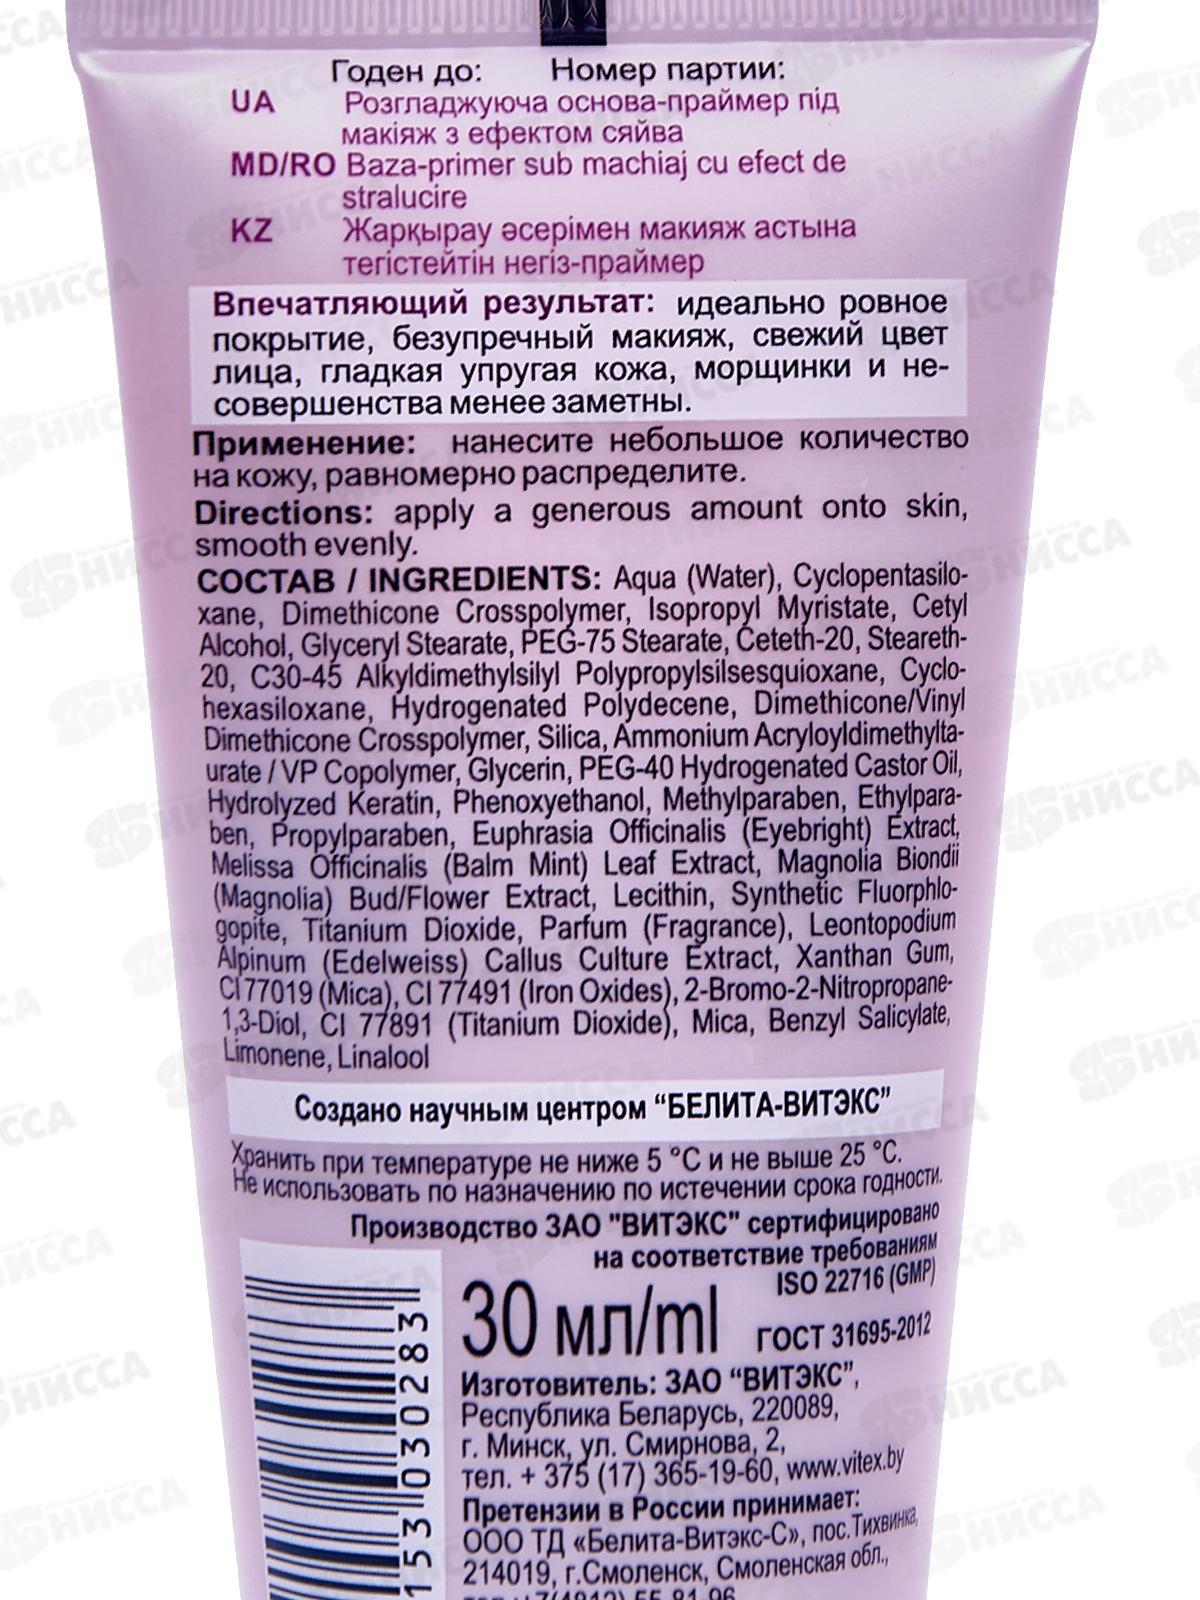 Годен до: Номер партии:
UA Розгладжуюча основа-праймер під
макіяж з ефектом сяйва
MD/RO Baza-primer sub machiaj cu efect de
stralucire
KZ Жарқырау әсерімен макияж астына
тегістейтін негіз-праймер
Впечатляющий результат: идеально ровное
покрытие, безупречный макияж, свежий цвет
лица, гладкая упругая кожа, морщинки и не-
совершенства менее заметны.
Применение: нанесите небольшое количество
на кожу, равномерно распределите.
Directions: apply a generous amount onto skin,
smooth evenly.
СОСТАВ / INGREDIENTS: Aqua (Water), Cyclopentasilo-
xane, Dimethicone Crosspolymer, Isopropyl Myristate, Cetyl
Alcohol, Glyceryl Stearate, PEG-75 Stearate, Ceteth-20, Steareth-
20, C30-45 Alkyldimethylsilyl Polypropylsilsesquioxane, Cyclo-
hexasiloxane, Hydrogenated Polydecene, Dimethicone/Vinyl
Dimethicone Crosspolymer, Silica, Ammonium Acryloyldimethylta-
urate / VP Copolymer, Glycerin, PEG-40 Hydrogenated Castor Oil,
Hydrolyzed Keratin, Phenoxyethanol, Methylparaben, Ethylpara-
ben, Propylparaben, Euphrasia Officinalis (Eyebright) Extract,
Melissa Officinalis (Balm Mint) Leaf Extract, Magnolia Biondii
(Magnolia) Bud/Flower Extract, Lecithin, Synthetic Fluorphlo-
gopite, Titanium Dioxide, Parfum (Fragrance), Leontopodium
Alpinum (Edelweiss) Callus Culture Extract, Xanthan Gum,
CI 77019 (Mica), CI 77491 (Iron Oxides), 2-Bromo-2-Nitropropane-
1,3-Diol, CI 77891 (Titanium Dioxide), Mica, Benzyl Salicylate,
Limonene, Linalool
Создано научным центром “БЕЛИТА-ВИТЭКС”
Хранить при температуре не ниже 5 °С и не выше 25 °С.
Не использовать по назначению по истечении срока годности.
Производство ЗАО "ВИТЭКС" сертифицировано
на соответствие требованиям
ISO 22716 (GMP)
30 мл/ml
ГОСТ 31695-2012
Изготовитель: ЗАО “ВИТЭКС”,
Республика Беларусь, 220089,
г. Минск, ул. Смирнова, 2,
тел. + 375 (17) 365-19-60, www.vitex.by
Претензии в России принимает:
ООО ТД «Белита-Витэкс-С», пос.Тихвинка,
214019, г.Смоленск, Смоленская обл.,
153030283
НИССА